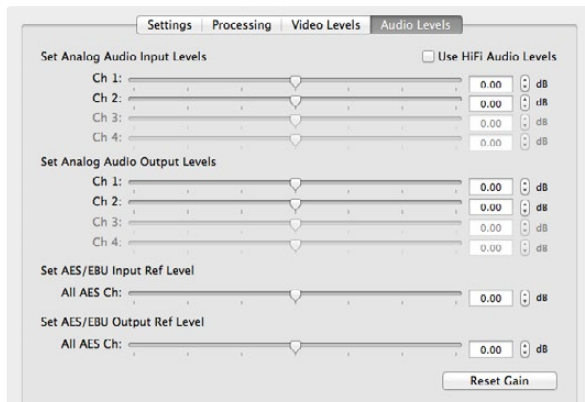 Settings Processing Video Levels Audio Levels
Set Analog Audio Input Levels Use HiFi Audio Levels
Ch 1: 0.00 dB
Ch 2: 0.00 dB
Ch 3: 0.00 dB
Ch 4: 0.00 dB
Set Analog Audio Output Levels
Ch 1: 0.00 dB
Ch 2: 0.00 dB
Ch 3: 0.00 dB
Ch 4: 0.00 dB
Set AES/EBU Input Ref Level
All AES Ch: 0.00 dB
Set AES/EBU Output Ref Level
All AES Ch: 0.00 dB
Reset Gain